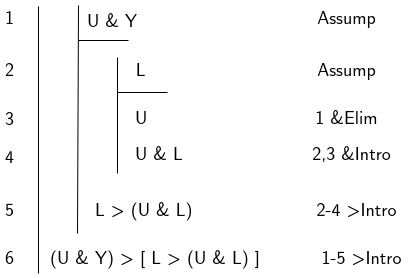 1 U & Y Assump
2 L Assump
3 U 1 &Elim
4 U & L 2,3 &Intro
5 L > (U & L) 2-4 >Intro
6 (U & Y) > [ L > (U & L) ] 1-5 >Intro